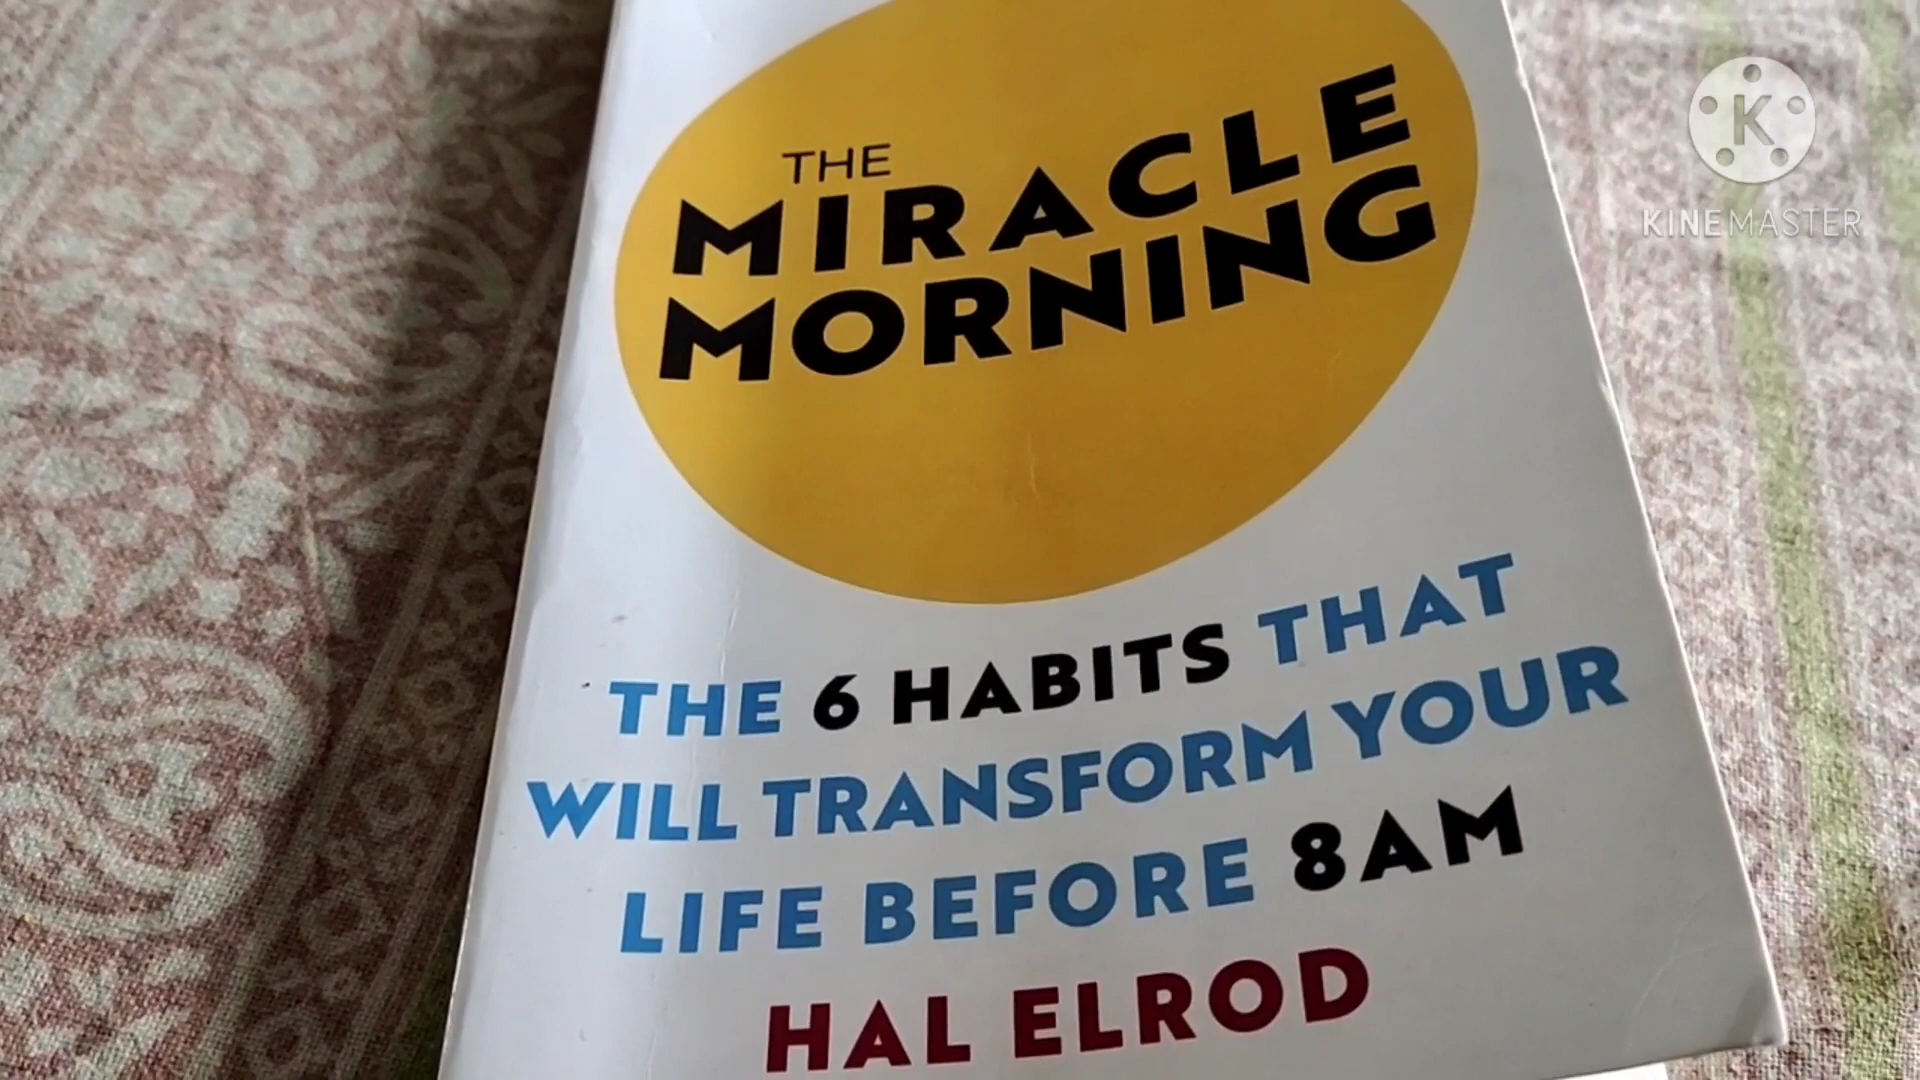 THE
MIRACLE
MORNING
THE 6 HABITS THAT
WILL TRANSFORM YOUR
LIFE BEFORE 8AM
HAL ELROD
K
KINEMASTER